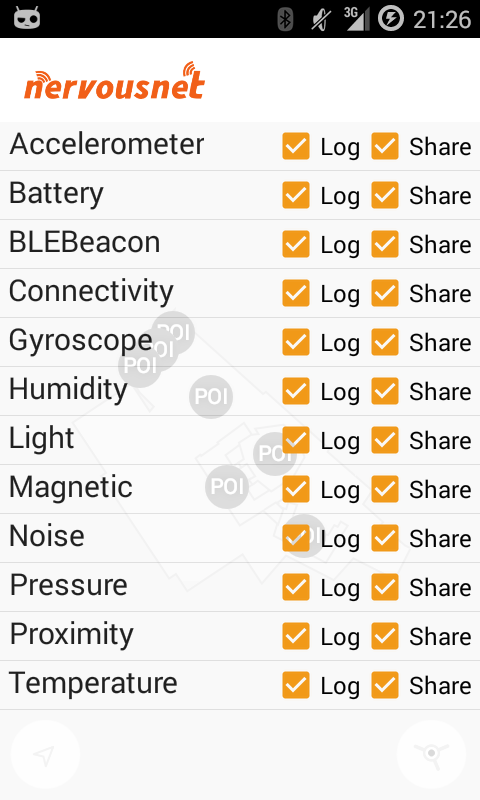 3G 21:26
nervousnet
Accelerometer Log Share
Battery Log Share
BLEBeacon Log Share
Connectivity Log Share
POI
Gyroscope Log Share
POI
POI
Humidity Log Share
POI
Light Log Share
POI
Magnetic Log Share
POI
Noise Log Share
POI
Pressure Log Share
Proximity Log Share
Temperature Log Share